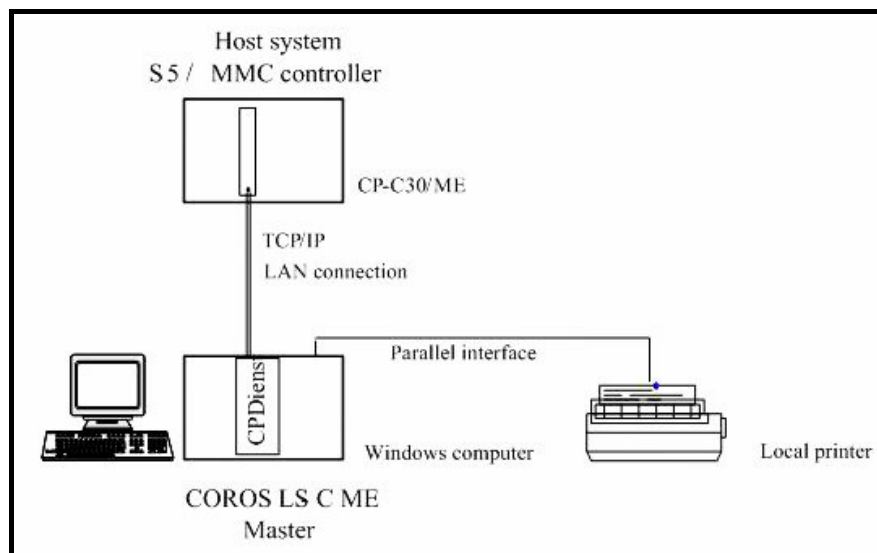 Host system
S5 / MMC controller
CP-C30/ME
TCP/IP
LAN connection
Parallel interface
CPDiens
Windows computer
Local printer
COROS LS C ME
Master